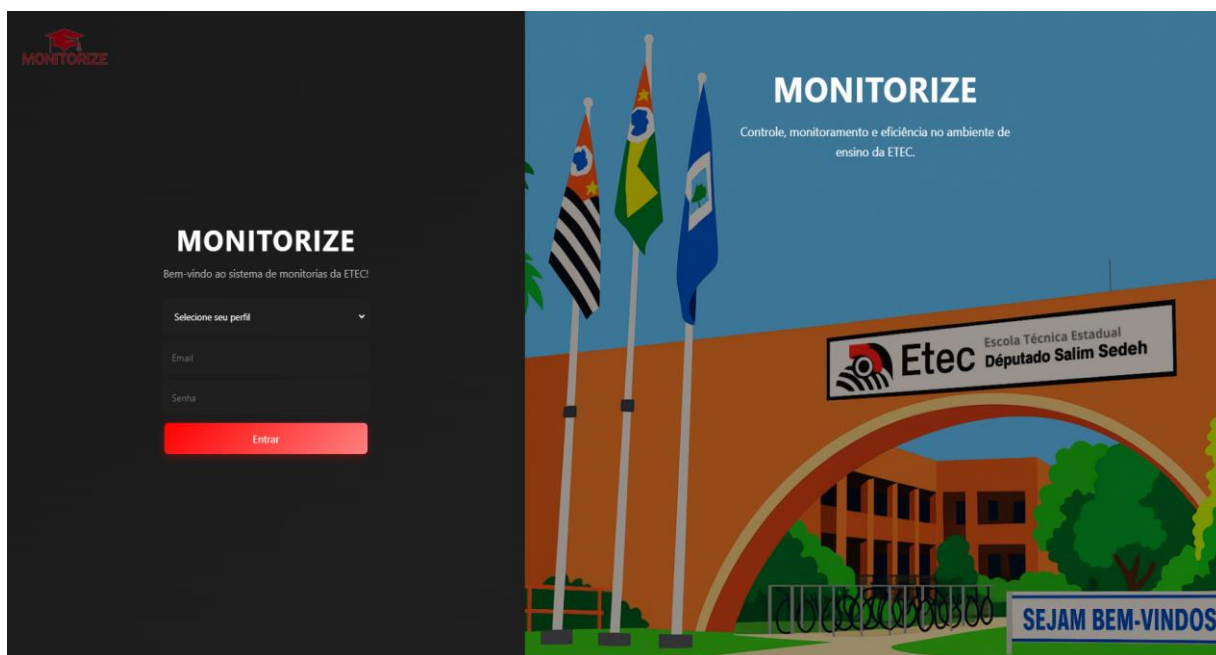 MONITORIZE
MONITORIZE
Bem-vindo ao sistema de monitorias da ETEC!
Selecione seu perfil
Email
Senha
Entrar
MONITORIZE
Controle, monitoramento e eficiência no ambiente de
ensino da ETEC.
Etec
Escola Técnica Estadual
Députado Salim Sedeh
SEJAM BEM-VINDOS